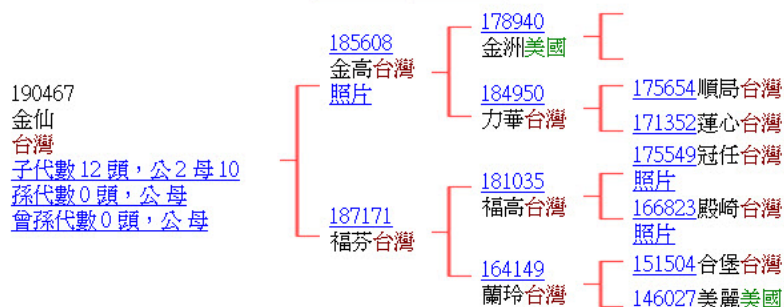 190467
金仙
台灣
子代數 12 頭，公 2 母 10
孫代數 0 頭，公 母
曾孫代數 0 頭，公 母
185608
金高台灣
照片
187171
福芬台灣
178940
金洲美國
184950
力華台灣
181035
福高台灣
164149
蘭玲台灣
175654順局台灣
171352蓮心台灣
175549冠任台灣
照片
166823殿崎台灣
照片
151504合堡台灣
146027美麗美國